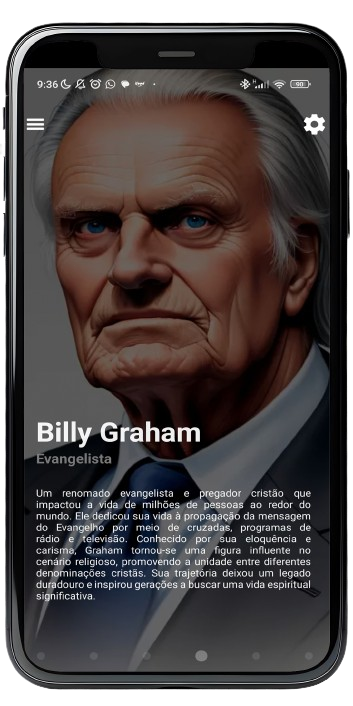 9:36
90
Billy Graham
Evangelista
Um renomado evangelista e pregador cristão que
impactou a vida de milhões de pessoas ao redor do
mundo. Ele dedicou sua vida à propagação da mensagem
do Evangelho por meio de cruzadas, programas de
rádio e televisão. Conhecido por sua eloquência e
carisma, Graham tornou-se uma figura influente no
cenário religioso, promovendo a unidade entre diferentes
denominações cristãs. Sua trajetória deixou um legado
duradouro e inspirou gerações a buscar uma vida espiritual
significativa.